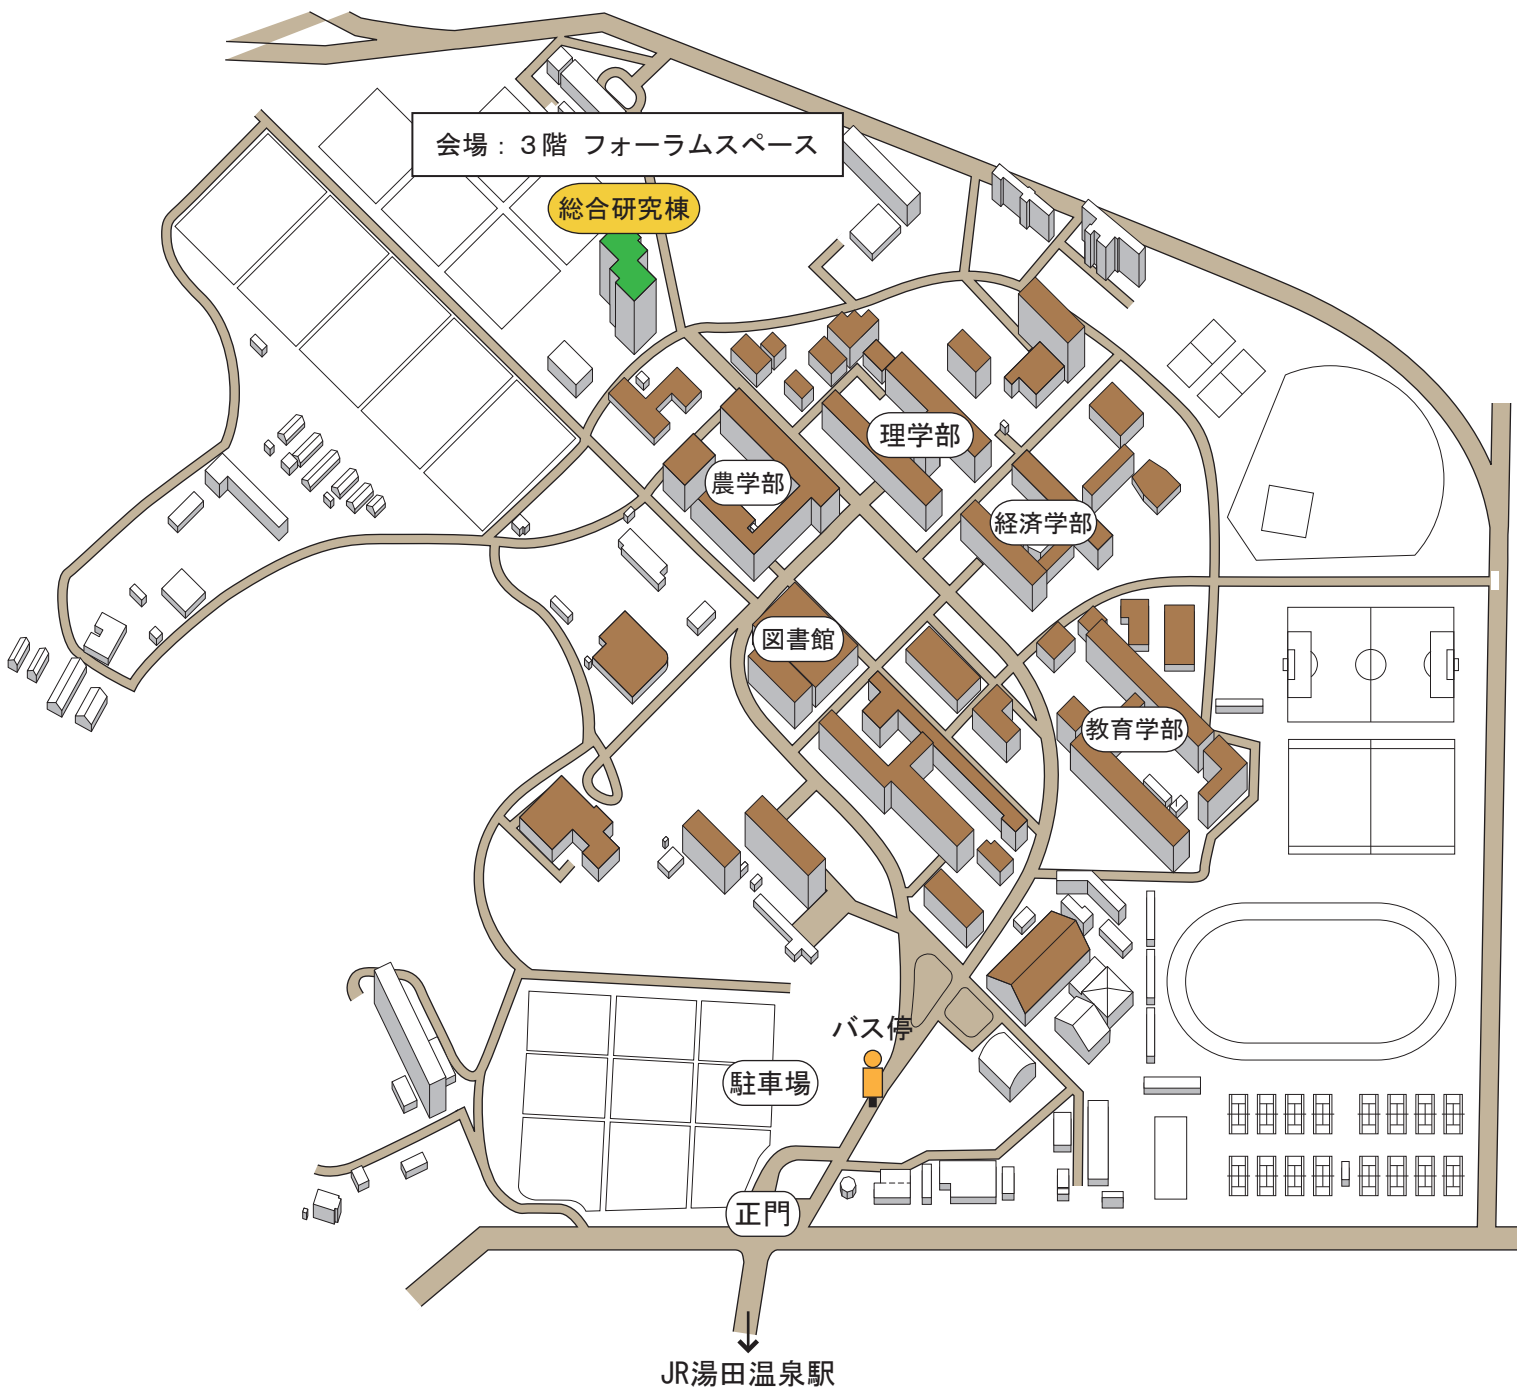 会場：３階 フォーラムスペース
総合研究棟
理学部
農学部
経済学部
図書館
教育学部
バス停
駐車場
正門
JR湯田温泉駅